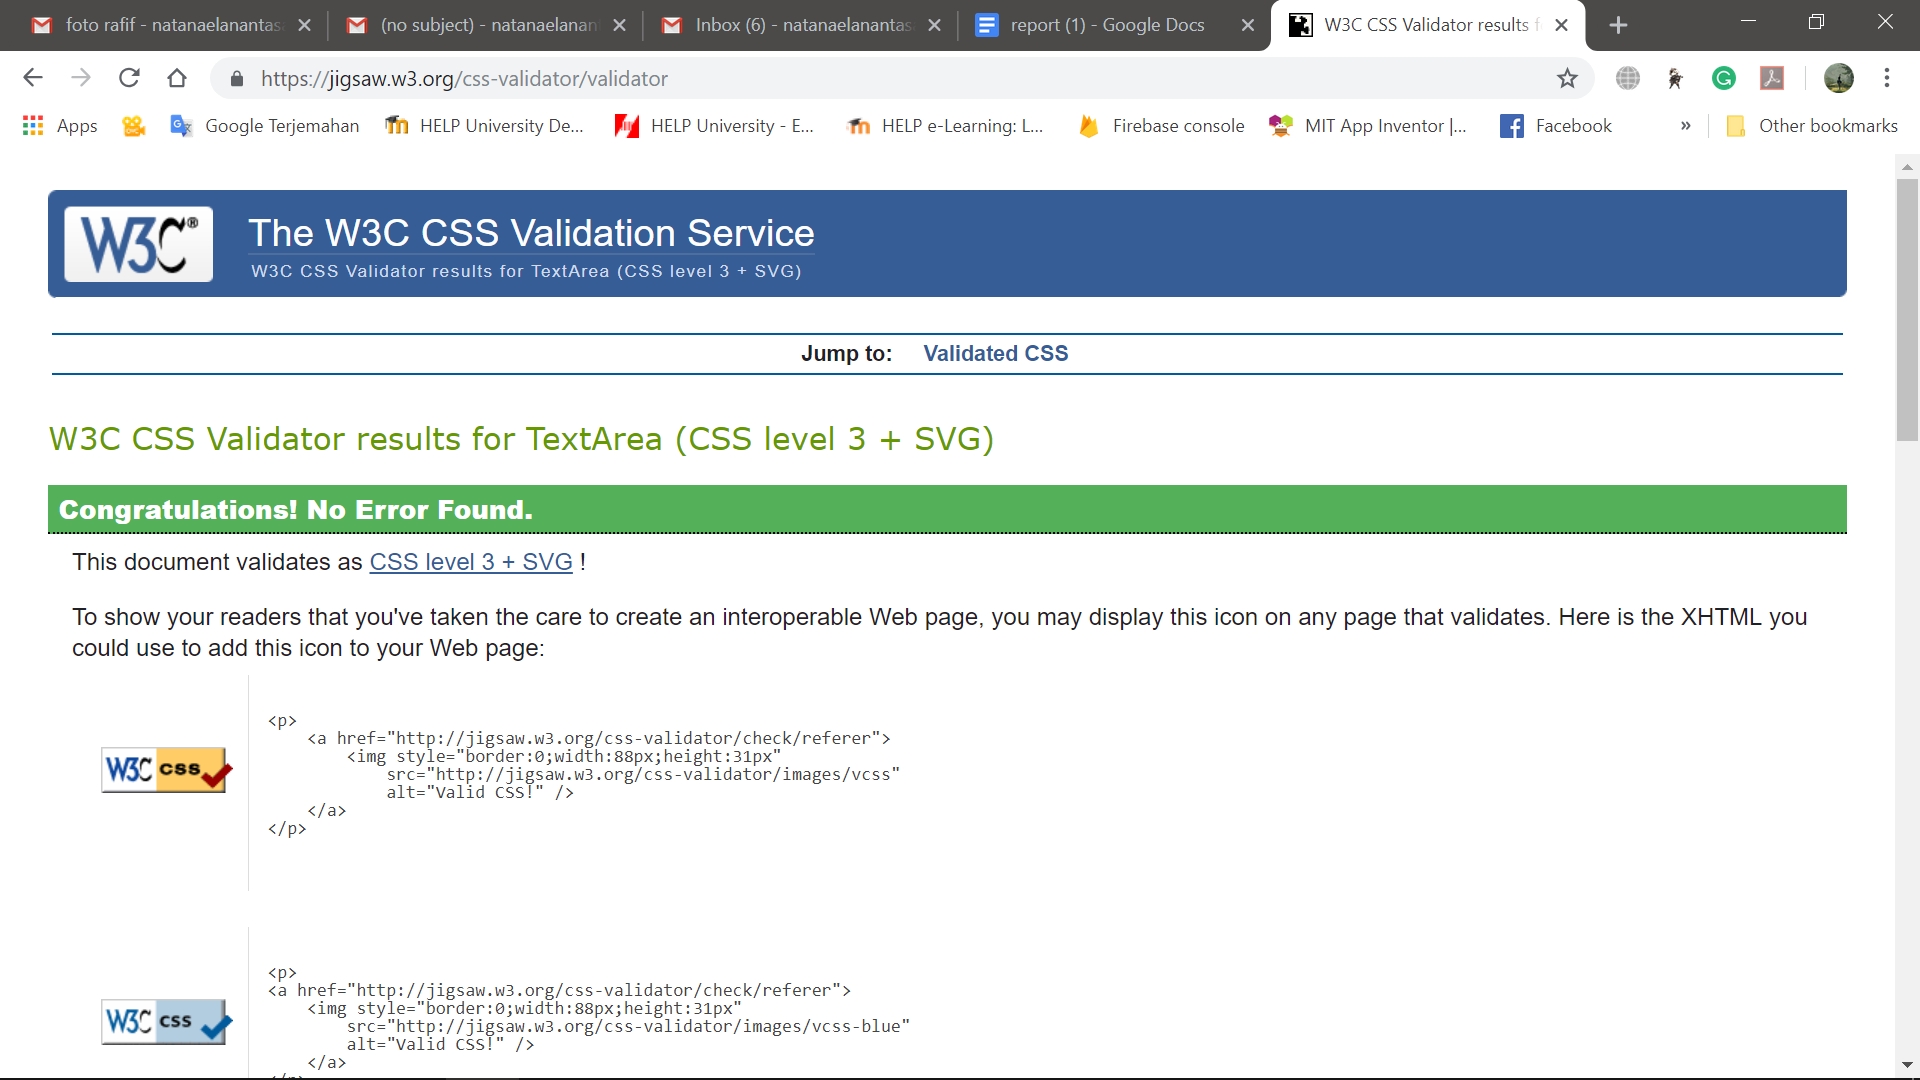 foto rafif - natanaelanantas
(no subject) - natanaelanan
Inbox (6) - natanaelanantas
report (1) - Google Docs
W3C CSS Validator results f
https://jigsaw.w3.org/css-validator/validator
Apps
Google Terjemahan
HELP University De...
HELP University - E...
HELP e-Learning: L...
Firebase console
MIT App Inventor |...
Facebook
»
Other bookmarks
W3C®
The W3C CSS Validation Service
W3C CSS Validator results for TextArea (CSS level 3 + SVG)
Jump to: Validated CSS
W3C CSS Validator results for TextArea (CSS level 3 + SVG)
Congratulations! No Error Found.
This document validates as CSS level 3 + SVG !
To show your readers that you've taken the care to create an interoperable Web page, you may display this icon on any page that validates. Here is the XHTML you
could use to add this icon to your Web page:
W3C css
<p>
<a href="http://jigsaw.w3.org/css-validator/check/referer">
<img style="border:0;width:88px;height:31px"
src="http://jigsaw.w3.org/css-validator/images/vcss"
alt="Valid CSS!" />
</a>
</p>
W3C css
<p>
<a href="http://jigsaw.w3.org/css-validator/check/referer">
<img style="border:0;width:88px;height:31px"
src="http://jigsaw.w3.org/css-validator/images/vcss-blue"
alt="Valid CSS!" />
</a>